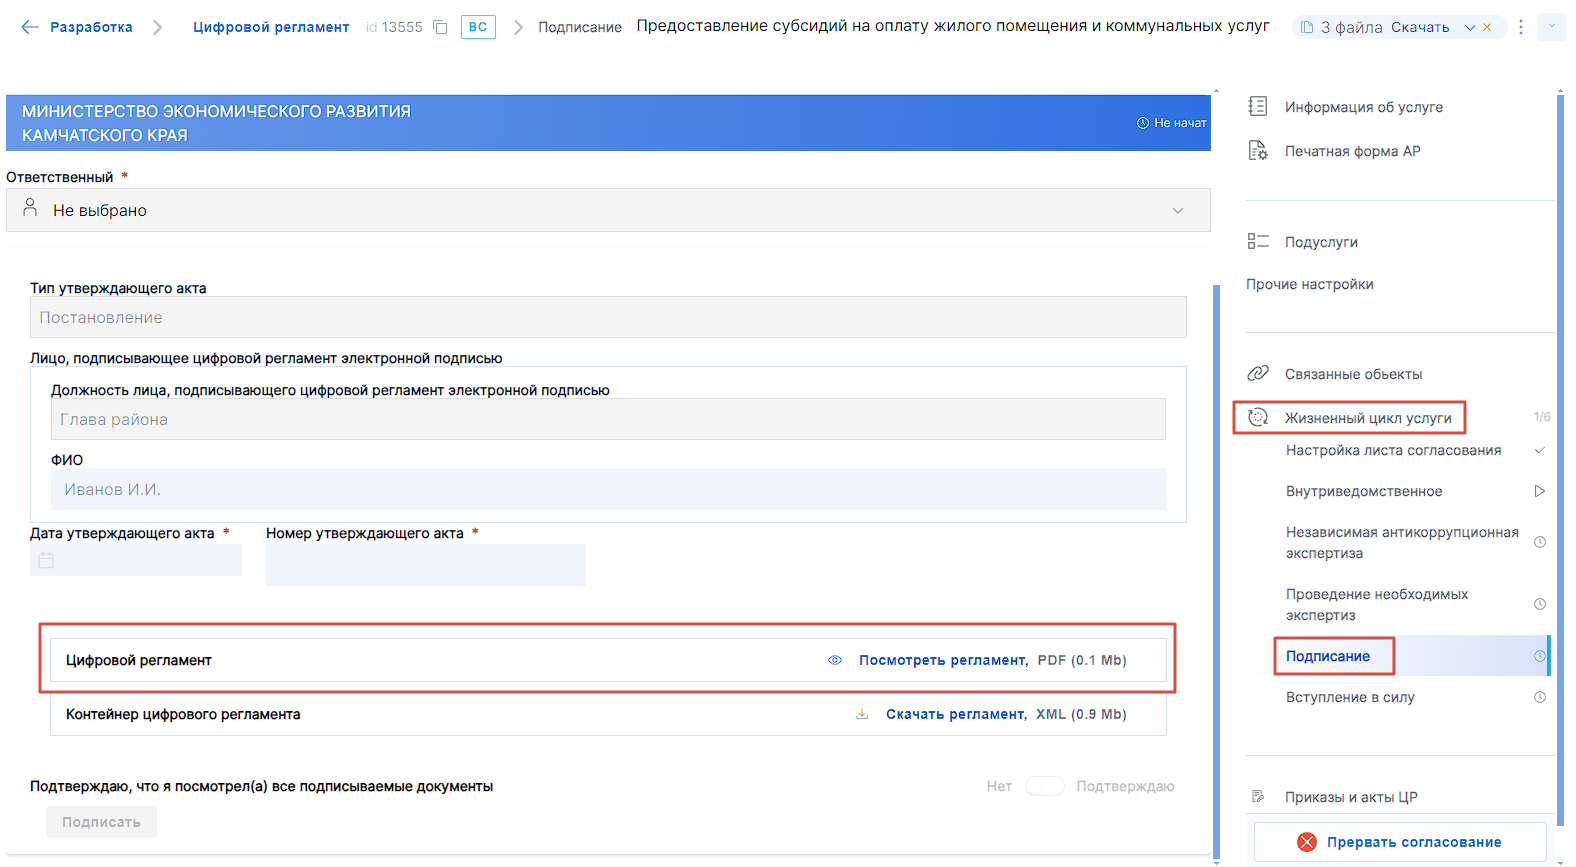 Разработка
Цифровой регламент id 13555 ВС
Подписание
Предоставление субсидий на оплату жилого помещения и коммунальных услуг
3 файла Скачать
МИНИСТЕРСТВО ЭКОНОМИЧЕСКОГО РАЗВИТИЯ
КАМЧАТСКОГО КРАЯ
Не начат
Ответственный *
Не выбрано
Тип утверждающего акта
Постановление
Лицо, подписывающее цифровой регламент электронной подписью
Должность лица, подписывающего цифровой регламент электронной подписью
Глава района
ФИО
Иванов И.И.
Дата утверждающего акта * Номер утверждающего акта *
Цифровой регламент Посмотреть регламент, PDF (0.1 Mb)
Контейнер цифрового регламента Скачать регламент, XML (0.9 Mb)
Подтверждаю, что я посмотрел(а) все подписываемые документы Нет Подтверждаю
Подписать
Информация об услуге
Печатная форма АР
Подуслуги
Прочие настройки
Связанные объекты
Жизненный цикл услуги 1/6
Настройка листа согласования
Внутриведомственное
Независимая антикоррупционная
экспертиза
Проведение необходимых
экспертиз
Подписание
Вступление в силу
Приказы и акты ЦР
Прервать согласование